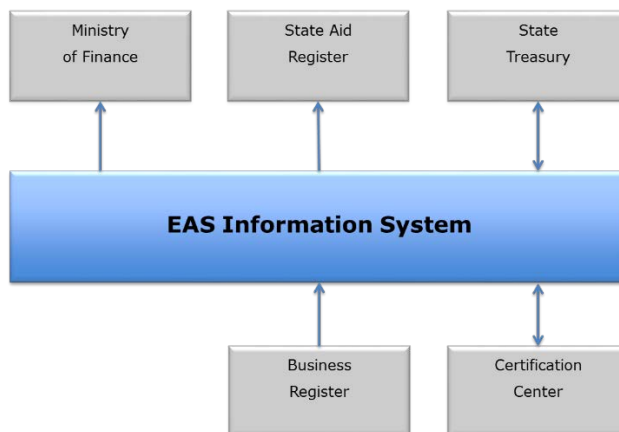 Ministry
of Finance
State Aid
Register
State
Treasury
EAS Information System
Business
Register
Certification
Center